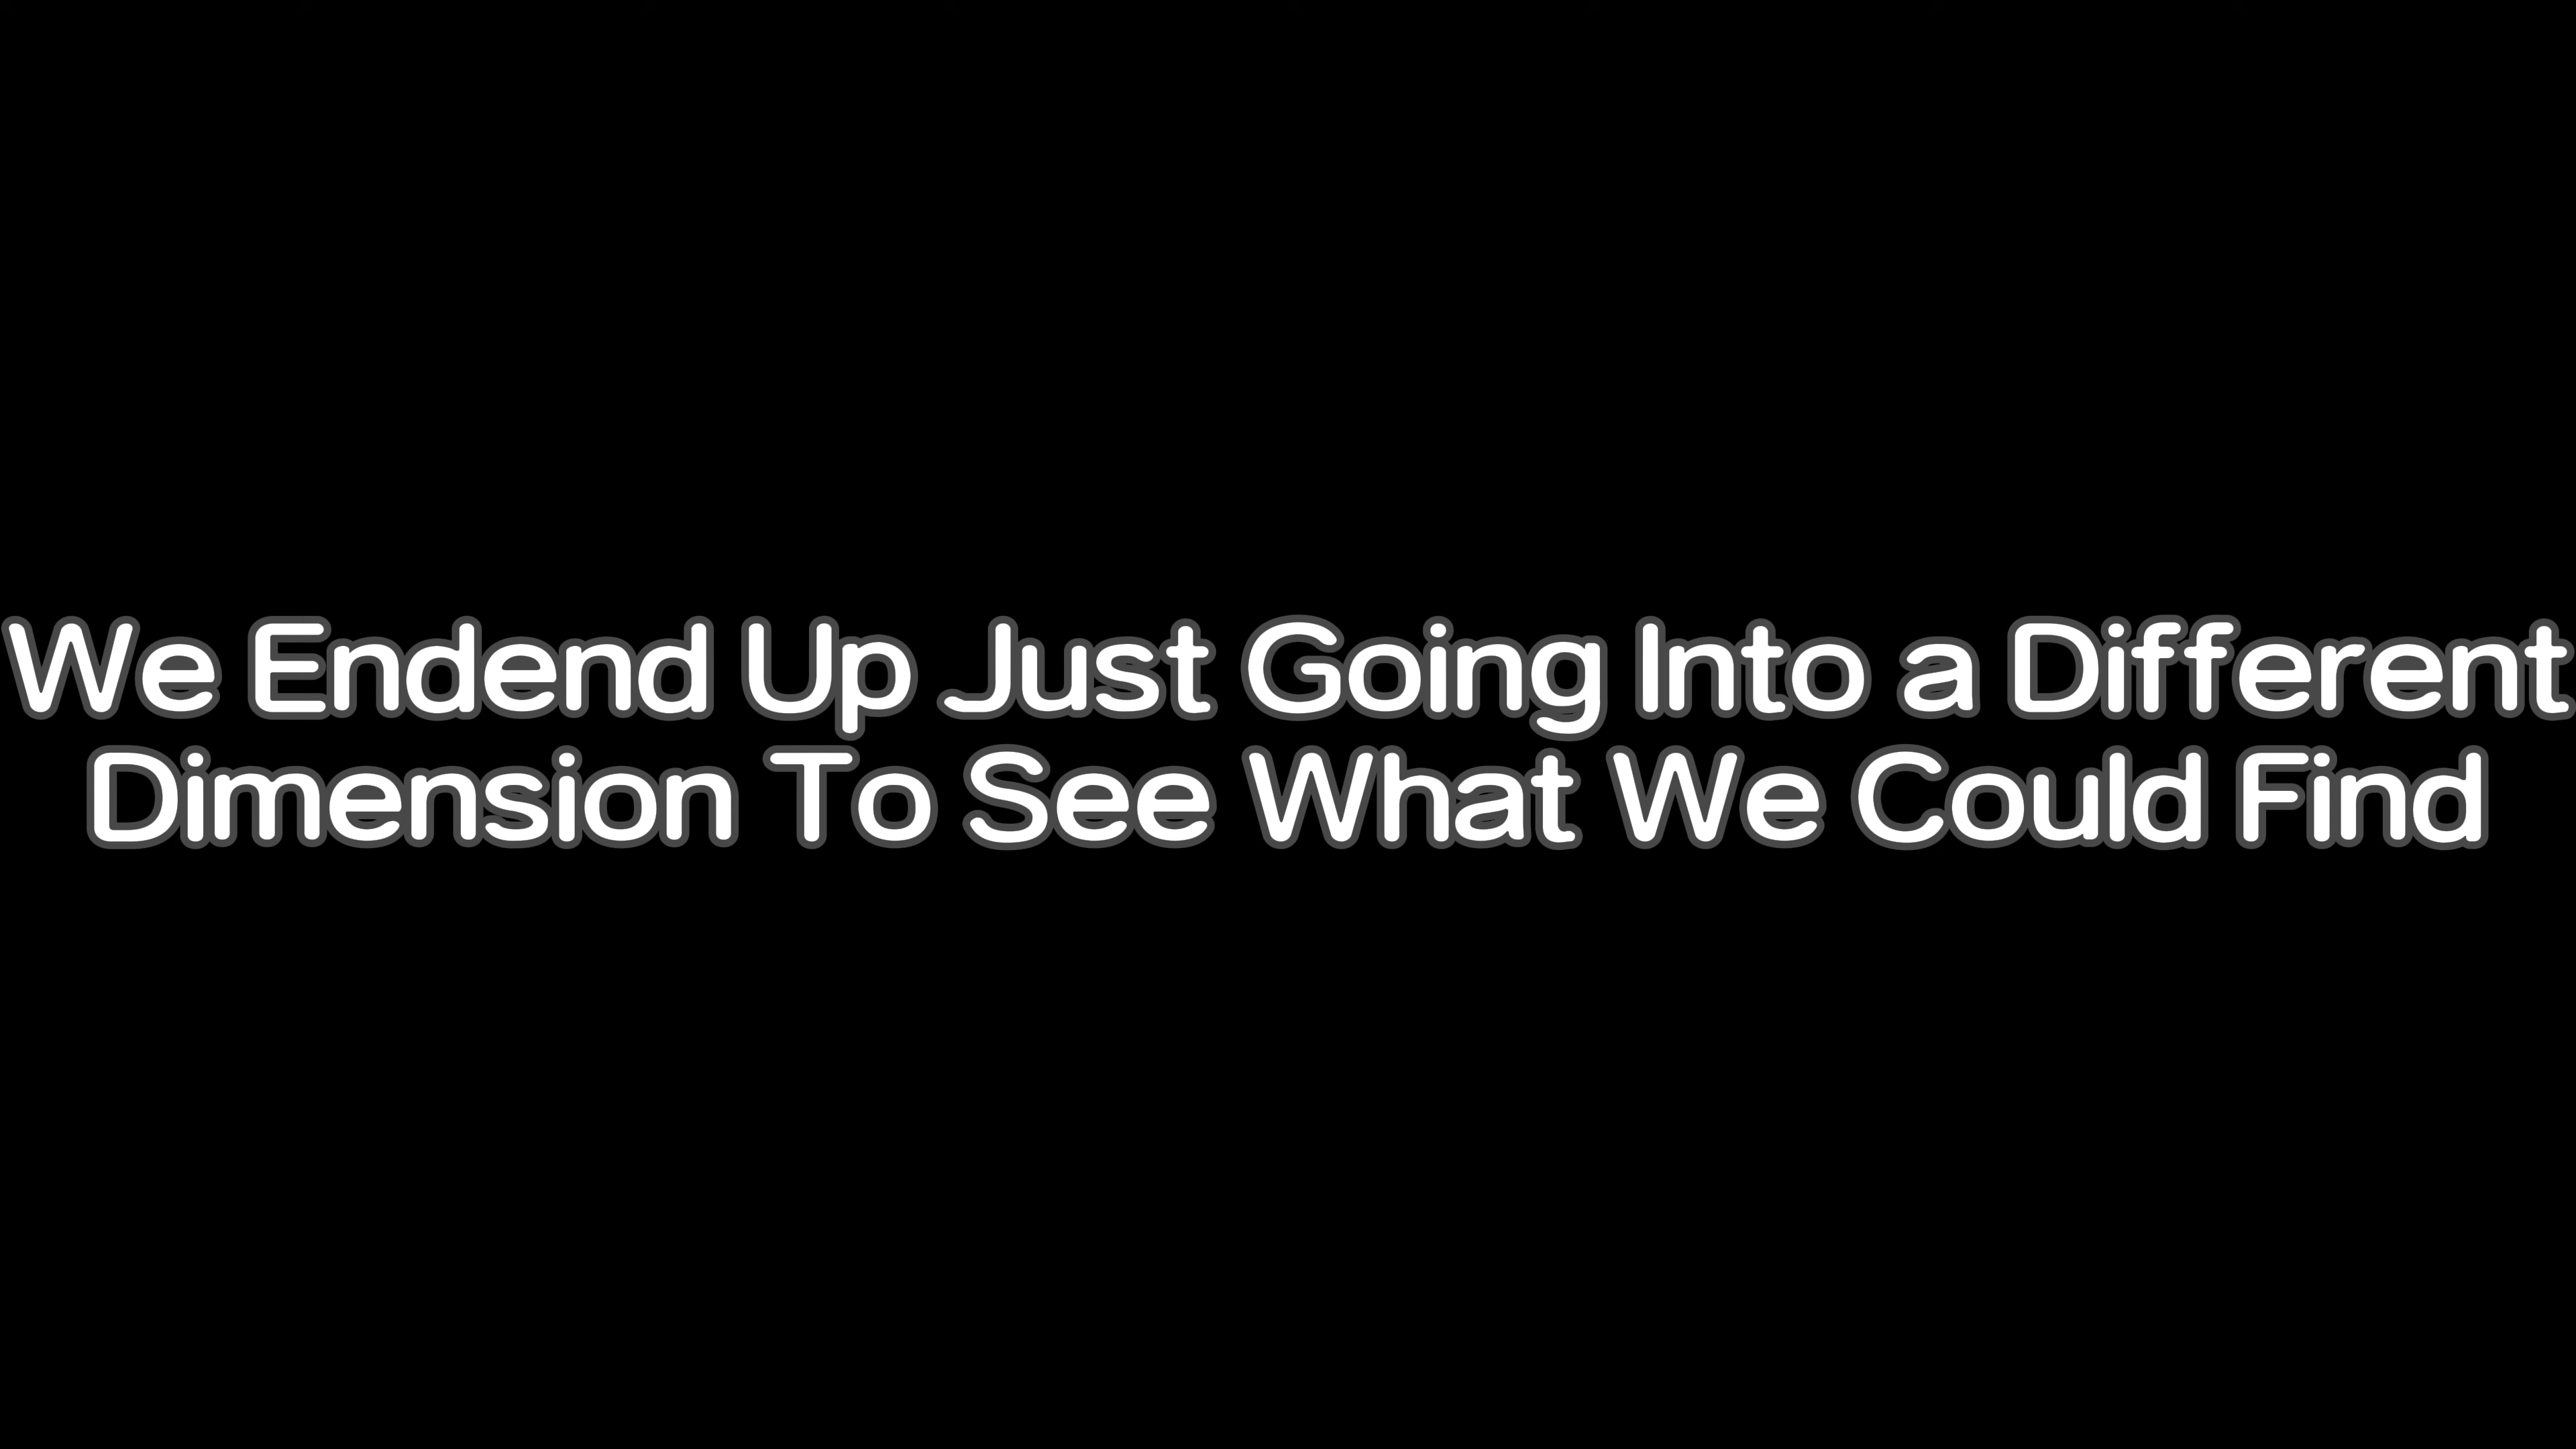 We Endend Up Just Going Into a Different
Dimension To See What We Could Find